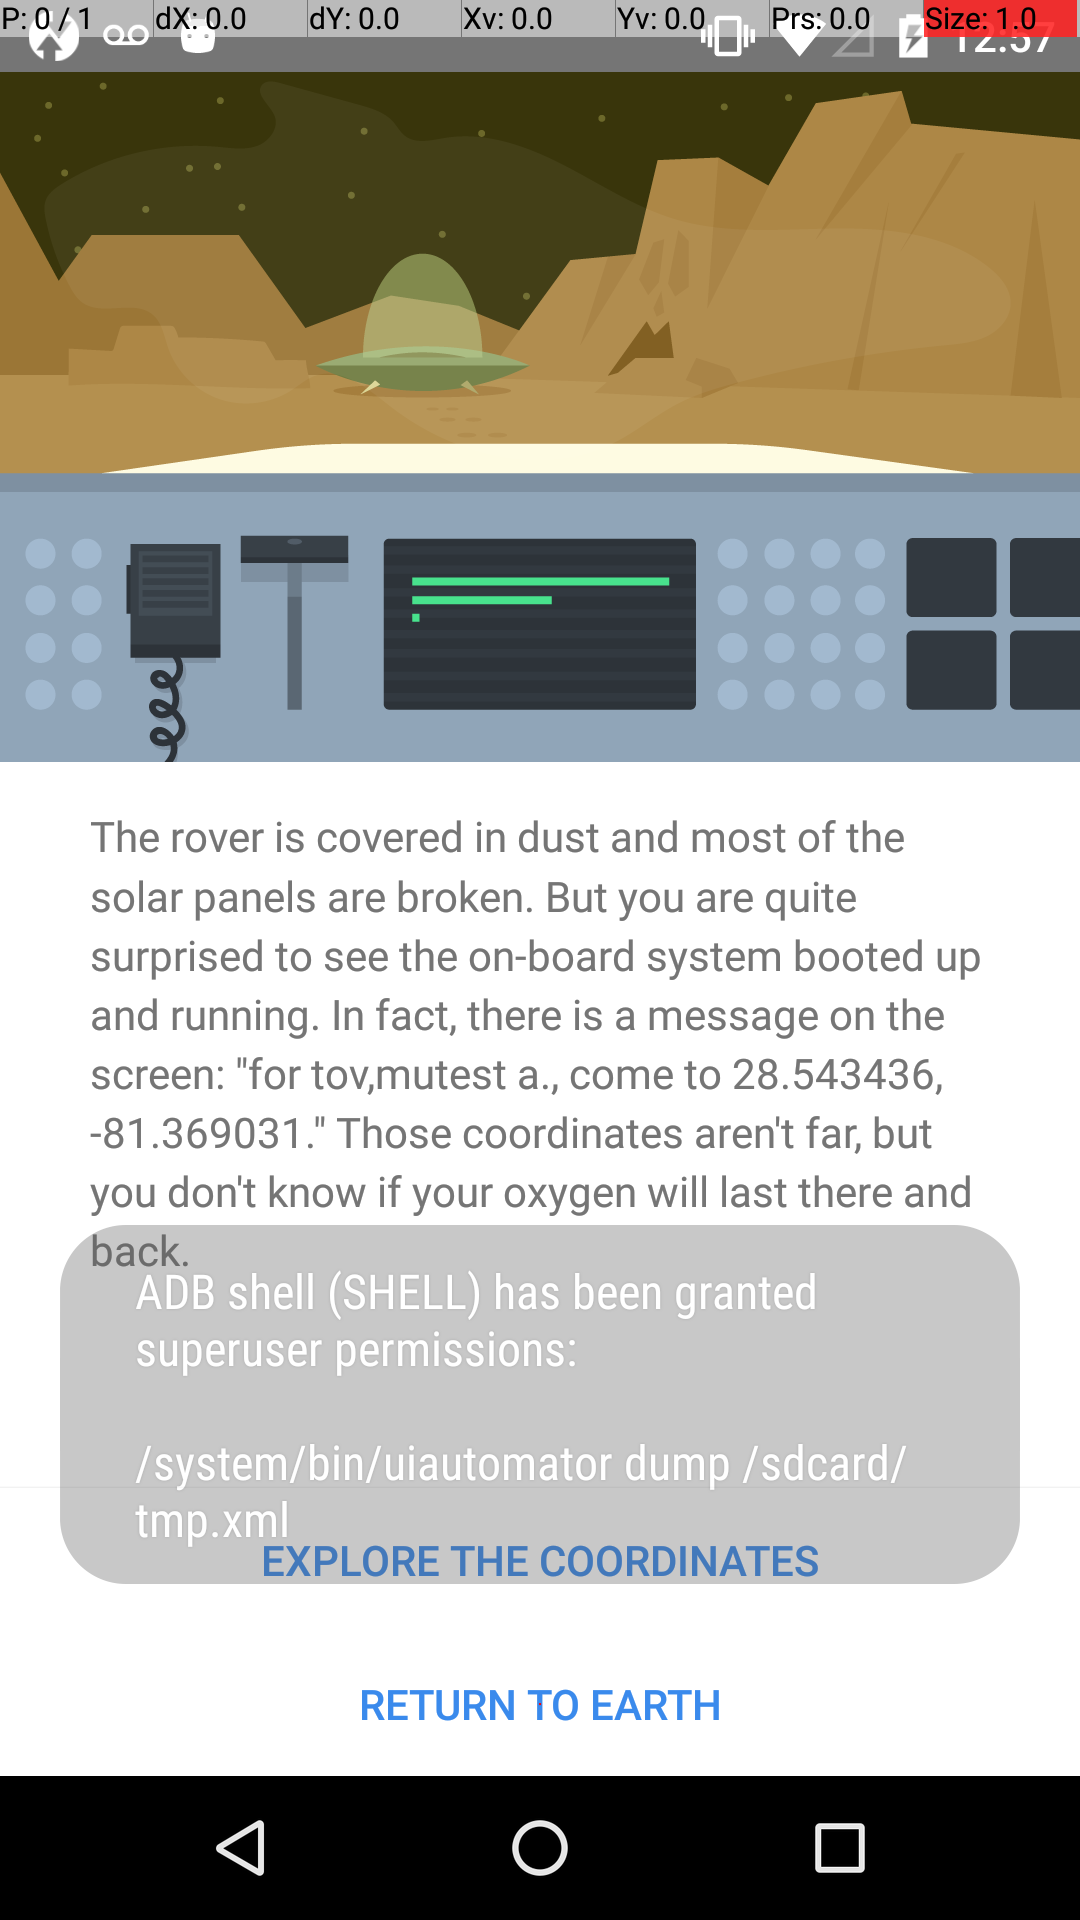 P: 0 / 1 dX: 0.0 dY: 0.0 Xv: 0.0 Yv: 0.0 Prs: 0.0 Size: 1.0
12:57
The rover is covered in dust and most of the
solar panels are broken. But you are quite
surprised to see the on-board system booted up
and running. In fact, there is a message on the
screen: "for tov,mutest a., come to 28.543436,
-81.369031." Those coordinates aren't far, but
you don't know if your oxygen will last there and
back.
ADB shell (SHELL) has been granted
superuser permissions:
/system/bin/uiautomator dump /sdcard/
tmp.xml
EXPLORE THE COORDINATES
RETURN TO EARTH